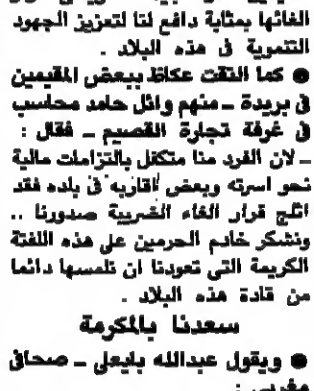 الغائها بمثابة دافع لنا لتعزيز الجهود
التنموية في هذه البلاد .
● كما التقت عكاظ ببعض المقيمين
في بريدة ـ منهم وائل حامد محاسب
في غرفة تجارة القصيم ـ فقال :
ـ لان الفرد منا متكفل بالتزامات مالية
نحو اسرته وبعض اقاربه في بلده فقد
اثلج قرار الغاء الضريبة صدورنا ..
ونشكر خادم الحرمين على هذه اللفتة
الكريمة التي تعودنا ان نلمسها دائما
من قادة هذه البلاد .
سعدنا بالمكرمة
● ويقول عبدالله بليعلى ـ صحافي